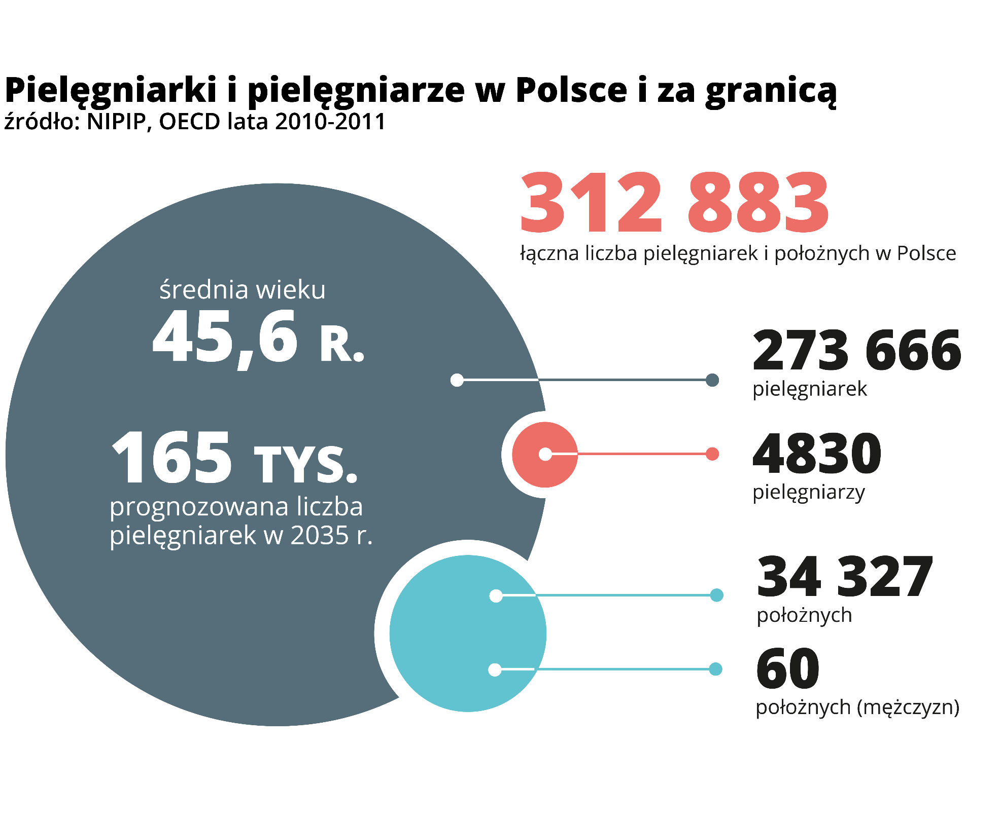 Pielęgniarki i pielęgniarze w Polsce i za granicą
źródło: NIPIP, OECD lata 2010-2011
312 883
łączna liczba pielęgniarek i położnych w Polsce
średnia wieku
45,6 R.
165 TYS.
prognozowana liczba
pielęgniarek w 2035 r.
273 666
pielęgniarek
4830
pielęgniarzy
34 327
położnych
60
położnych (mężczyzn)